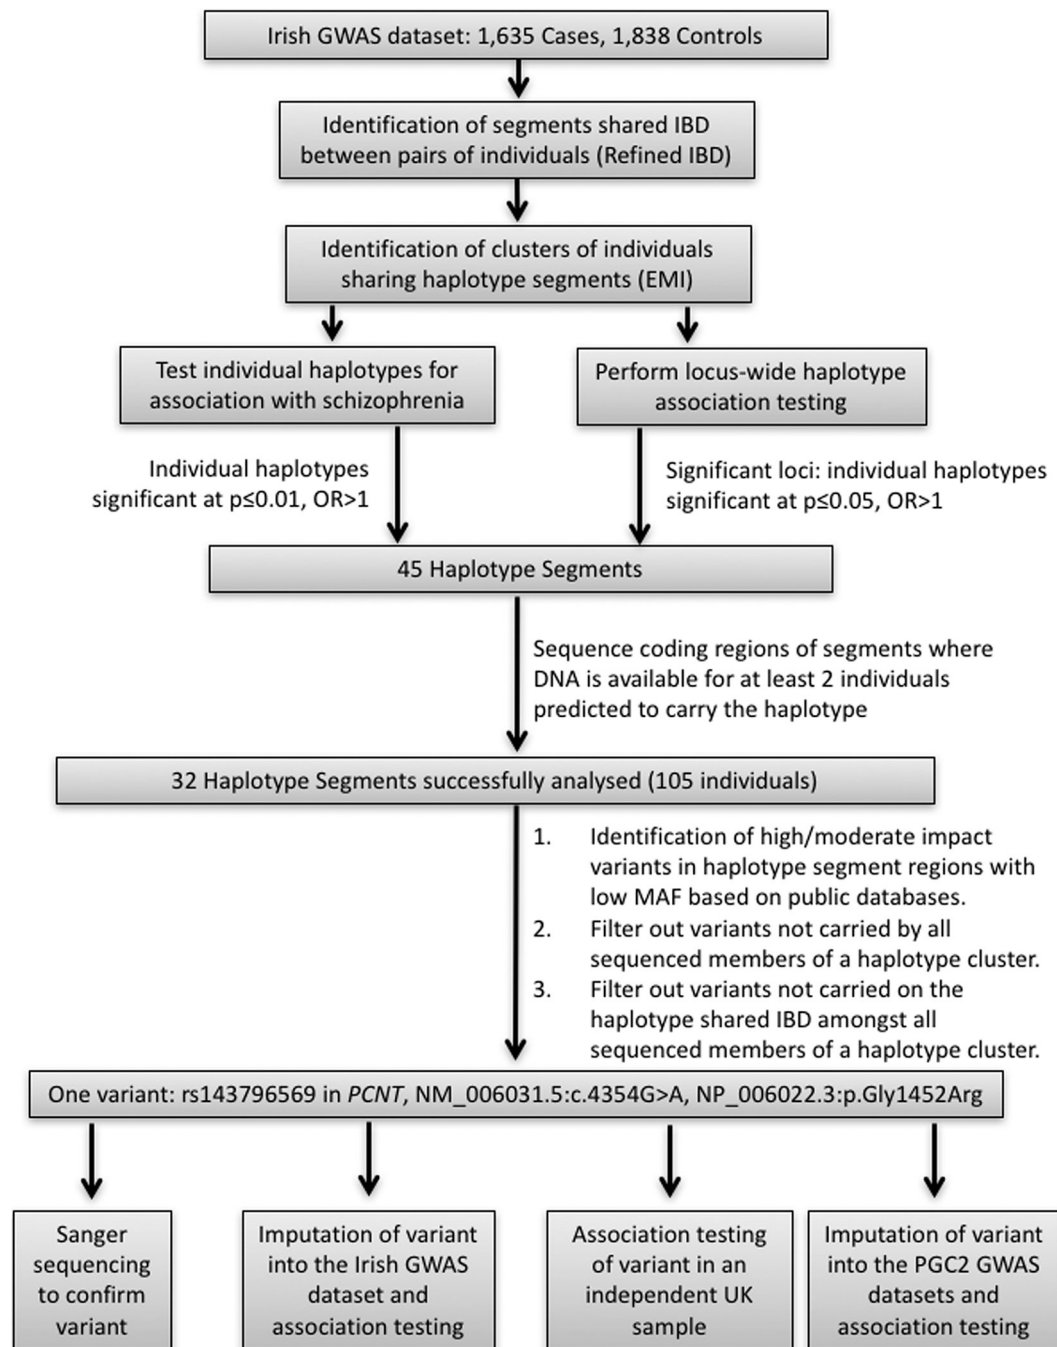 Irish GWAS dataset: 1,635 Cases, 1,838 Controls
Identification of segments shared IBD
between pairs of individuals (Refined IBD)
Identification of clusters of individuals
sharing haplotype segments (EMI)
Test individual haplotypes for
association with schizophrenia
Perform locus-wide haplotype
association testing
Individual haplotypes
significant at p≤0.01, OR>1
Significant loci: individual haplotypes
significant at p≤0.05, OR>1
45 Haplotype Segments
Sequence coding regions of segments where
DNA is available for at least 2 individuals
predicted to carry the haplotype
32 Haplotype Segments successfully analysed (105 individuals)
1. Identification of high/moderate impact
variants in haplotype segment regions with
low MAF based on public databases.
2. Filter out variants not carried by all
sequenced members of a haplotype cluster.
3. Filter out variants not carried on the
haplotype shared IBD amongst all
sequenced members of a haplotype cluster.
One variant: rs143796569 in PCNT, NM_006031.5:c.4354G>A, NP_006022.3:p.Gly1452Arg
Sanger
sequencing
to confirm
variant
Imputation of variant
into the Irish GWAS
dataset and
association testing
Association testing
of variant in an
independent UK
sample
Imputation of variant
into the PGC2 GWAS
datasets and
association testing